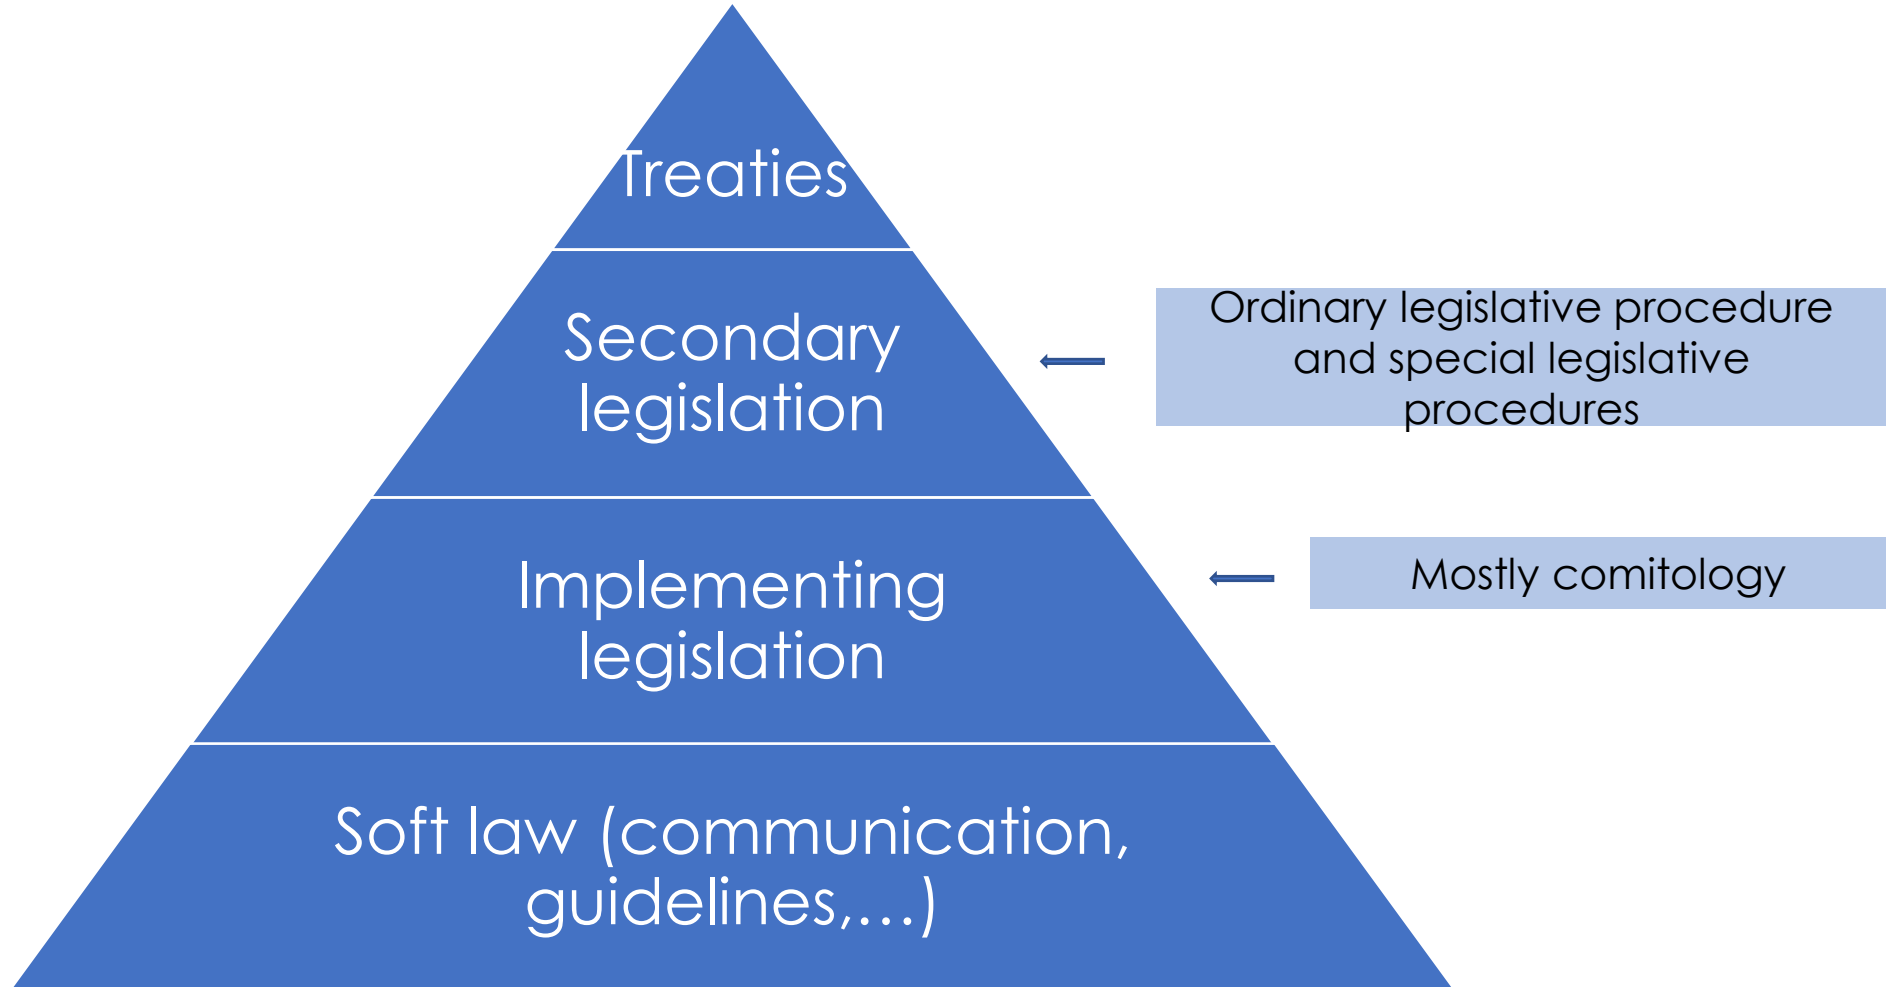 Treaties
Secondary
legislation
Ordinary legislative procedure
and special legislative
procedures
Implementing
legislation
Mostly comitology
Soft law (communication,
guidelines,…)